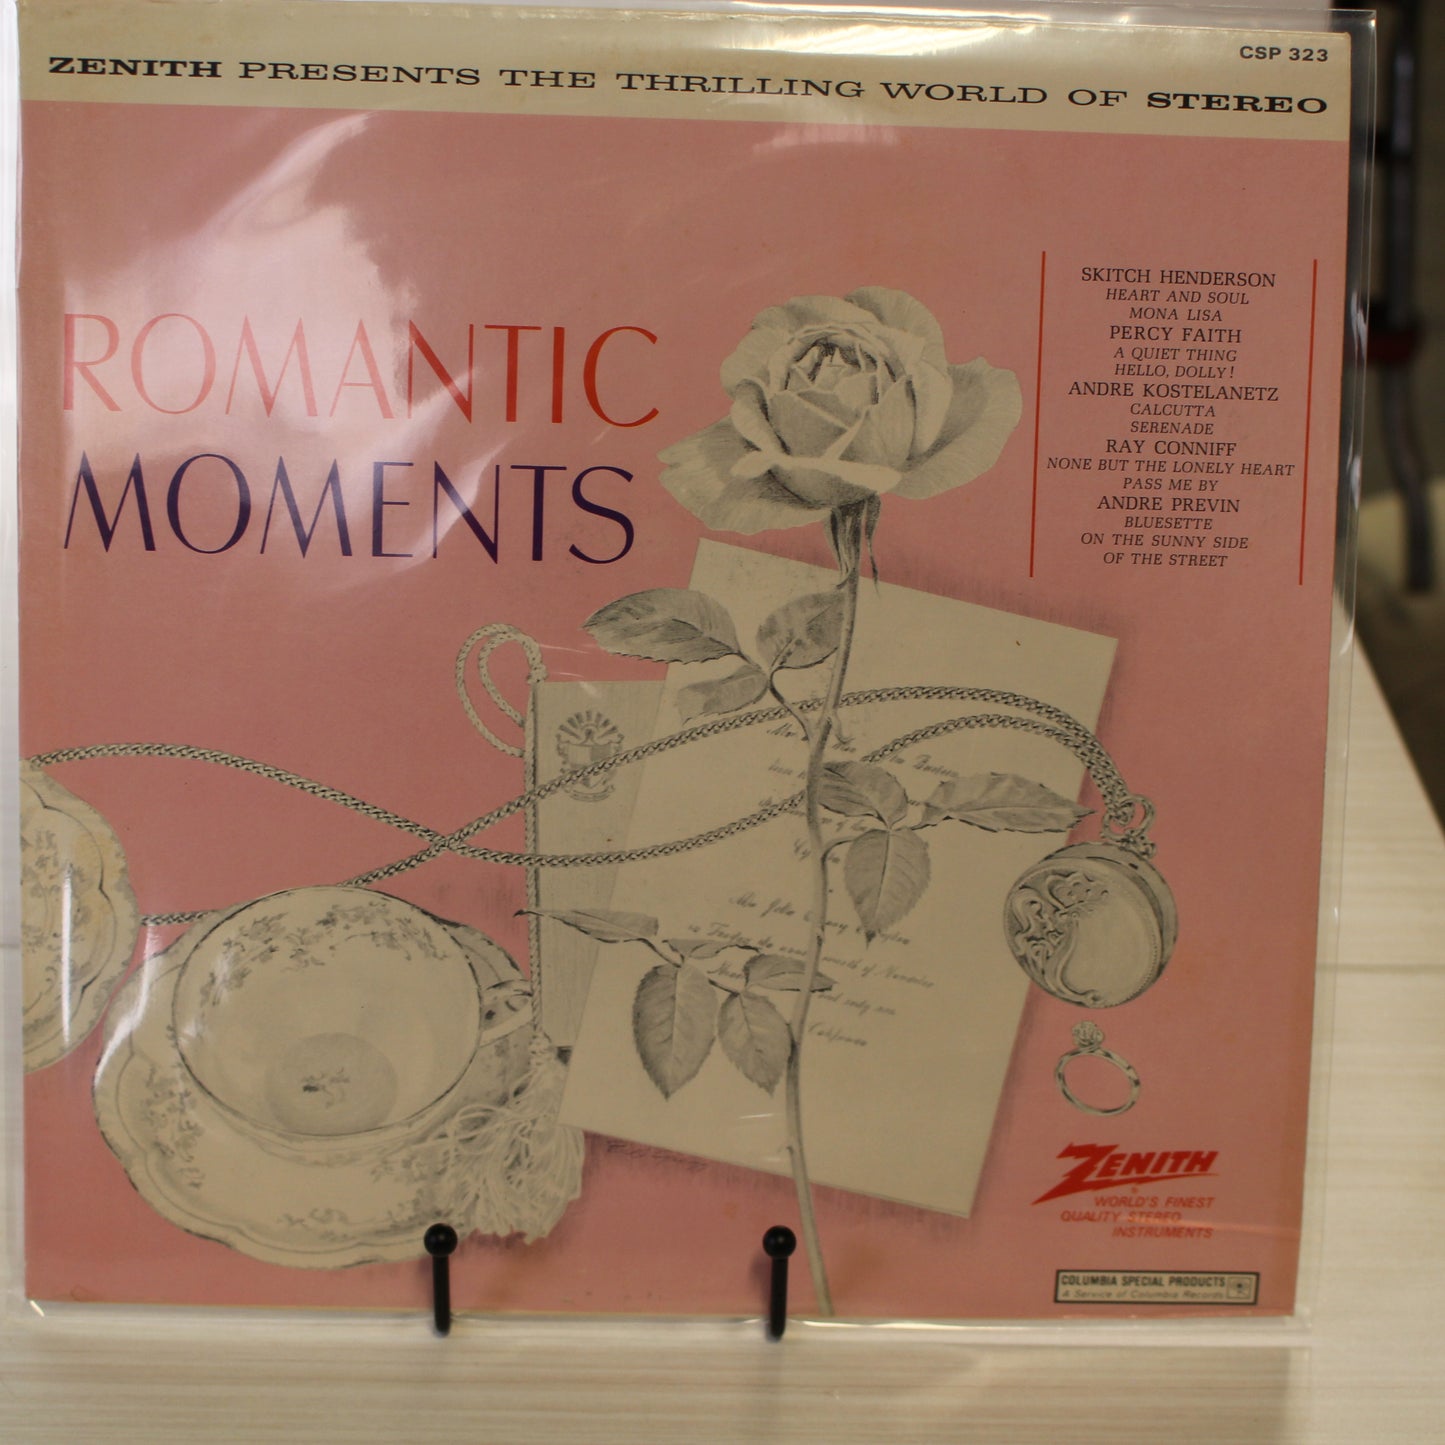 CSP 323
ZENITH PRESENTS THE THRILLING WORLD OF STEREO
ROMANTIC
MOMENTS
SKITCH HENDERSON
HEART AND SOUL
MONA LISA
PERCY FAITH
A QUIET THING
HELLO, DOLLY!
ANDRE KOSTELANETZ
CALCUTTA
SERENADE
RAY CONNIFF
NONE BUT THE LONELY HEART
PASS ME BY
ANDRE PREVIN
BLUESETTE
ON THE SUNNY SIDE
OF THE STREET
of November
California
ZENITH
WORLD'S FINEST
QUALITY STEREO
INSTRUMENTS
COLUMBIA SPECIAL PRODUCTS
A Service of Columbia Records